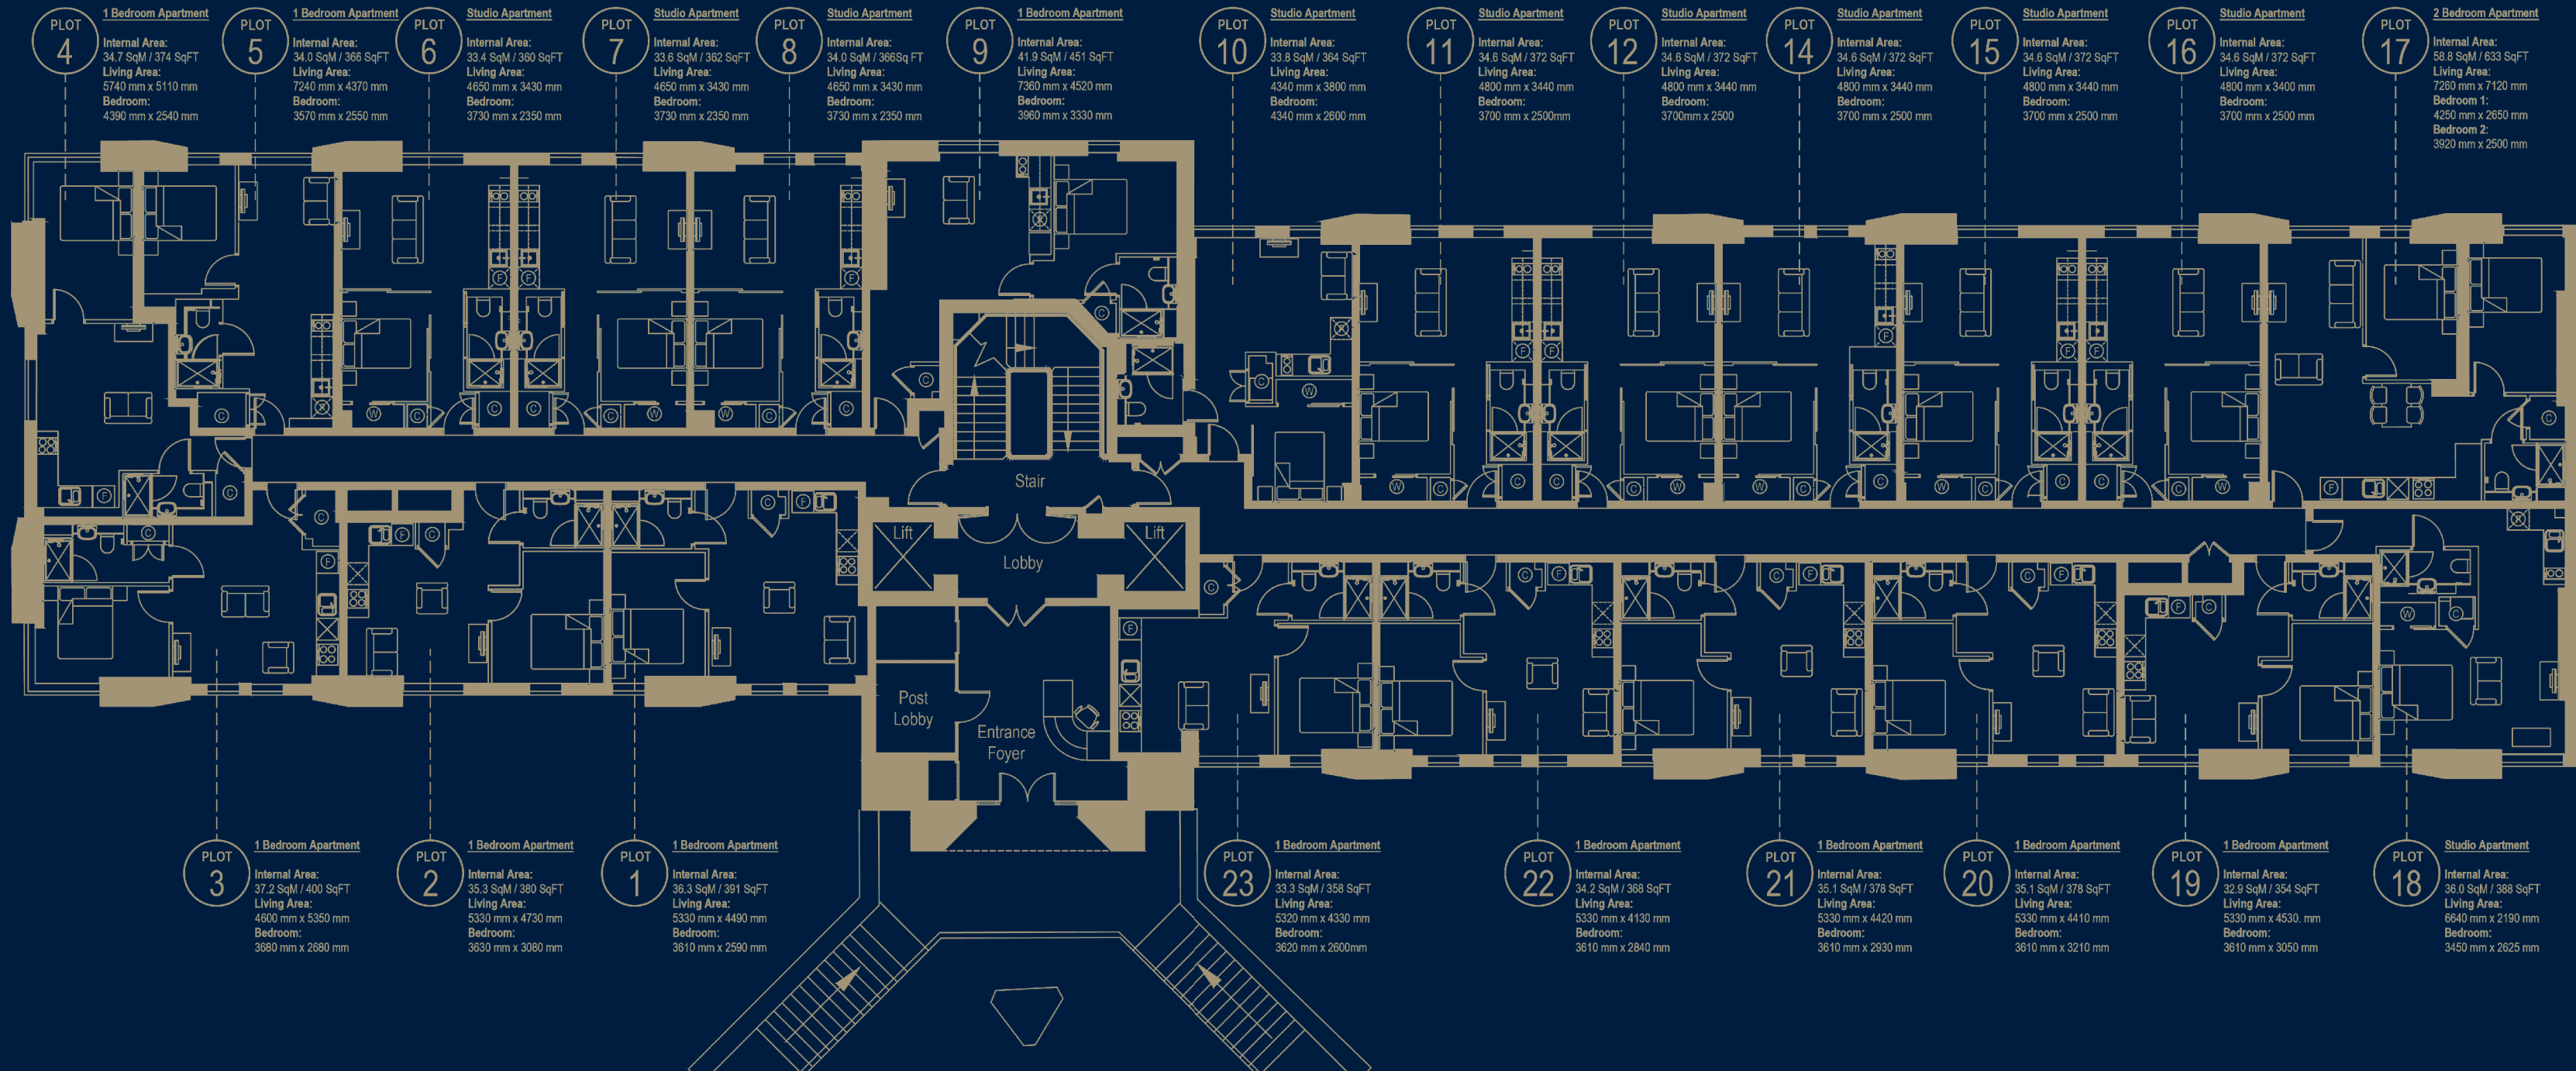 PLOT
4
1 Bedroom Apartment
Internal Area:
34.7 SqM / 374 SqFT
Living Area:
5740 mm x 5110 mm
Bedroom:
4390 mm x 2540 mm
PLOT
5
1 Bedroom Apartment
Internal Area:
34.0 SqM / 366 SqFT
Living Area:
7240 mm x 4370 mm
Bedroom:
3570 mm x 2550 mm
PLOT
6
Studio Apartment
Internal Area:
33.4 SqM / 360 SqFT
Living Area:
4650 mm x 3430 mm
Bedroom:
3730 mm x 2350 mm
PLOT
7
Studio Apartment
Internal Area:
33.6 SqM / 362 SqFT
Living Area:
4650 mm x 3430 mm
Bedroom:
3730 mm x 2350 mm
PLOT
8
Studio Apartment
Internal Area:
34.0 SqM / 366Sq FT
Living Area:
4650 mm x 3430 mm
Bedroom:
3730 mm x 2350 mm
PLOT
9
1 Bedroom Apartment
Internal Area:
41.9 SqM / 451 SqFT
Living Area:
7360 mm x 4520 mm
Bedroom:
3960 mm x 3330 mm
PLOT
10
Studio Apartment
Internal Area:
33.8 SqM / 364 SqFT
Living Area:
4340 mm x 3800 mm
Bedroom:
4340 mm x 2600 mm
PLOT
11
Studio Apartment
Internal Area:
34.6 SqM / 372 SqFT
Living Area:
4800 mm x 3440 mm
Bedroom:
3700 mm x 2500mm
PLOT
12
Studio Apartment
Internal Area:
34.6 SqM / 372 SqFT
Living Area:
4800 mm x 3440 mm
Bedroom:
3700mm x 2500
PLOT
14
Studio Apartment
Internal Area:
34.6 SqM / 372 SqFT
Living Area:
4800 mm x 3440 mm
Bedroom:
3700 mm x 2500 mm
PLOT
15
Studio Apartment
Internal Area:
34.6 SqM / 372 SqFT
Living Area:
4800 mm x 3440 mm
Bedroom:
3700 mm x 2500 mm
PLOT
16
Studio Apartment
Internal Area:
34.6 SqM / 372 SqFT
Living Area:
4800 mm x 3400 mm
Bedroom:
3700 mm x 2500 mm
PLOT
17
2 Bedroom Apartment
Internal Area:
58.8 SqM / 633 SqFT
Living Area:
7260 mm x 7120 mm
Bedroom 1:
4250 mm x 2650 mm
Bedroom 2:
3920 mm x 2500 mm
Stair
Lift
Lobby
Lift
Post
Lobby
Entrance
Foyer
PLOT
3
1 Bedroom Apartment
Internal Area:
37.2 SqM / 400 SqFT
Living Area:
4600 mm x 5350 mm
Bedroom:
3680 mm x 2680 mm
PLOT
2
1 Bedroom Apartment
Internal Area:
35.3 SqM / 380 SqFT
Living Area:
5330 mm x 4730 mm
Bedroom:
3630 mm x 3080 mm
PLOT
1
1 Bedroom Apartment
Internal Area:
36.3 SqM / 391 SqFT
Living Area:
5330 mm x 4490 mm
Bedroom:
3610 mm x 2590 mm
PLOT
23
1 Bedroom Apartment
Internal Area:
33.3 SqM / 358 SqFT
Living Area:
5320 mm x 4330 mm
Bedroom:
3620 mm x 2600mm
PLOT
22
1 Bedroom Apartment
Internal Area:
34.2 SqM / 368 SqFT
Living Area:
5330 mm x 4130 mm
Bedroom:
3610 mm x 2840 mm
PLOT
21
1 Bedroom Apartment
Internal Area:
35.1 SqM / 378 SqFT
Living Area:
5330 mm x 4420 mm
Bedroom:
3610 mm x 2930 mm
PLOT
20
1 Bedroom Apartment
Internal Area:
35.1 SqM / 378 SqFT
Living Area:
5330 mm x 4410 mm
Bedroom:
3610 mm x 3210 mm
PLOT
19
1 Bedroom Apartment
Internal Area:
32.9 SqM / 354 SqFT
Living Area:
5330 mm x 4530. mm
Bedroom:
3610 mm x 3050 mm
PLOT
18
Studio Apartment
Internal Area:
36.0 SqM / 388 SqFT
Living Area:
6640 mm x 2190 mm
Bedroom:
3450 mm x 2625 mm